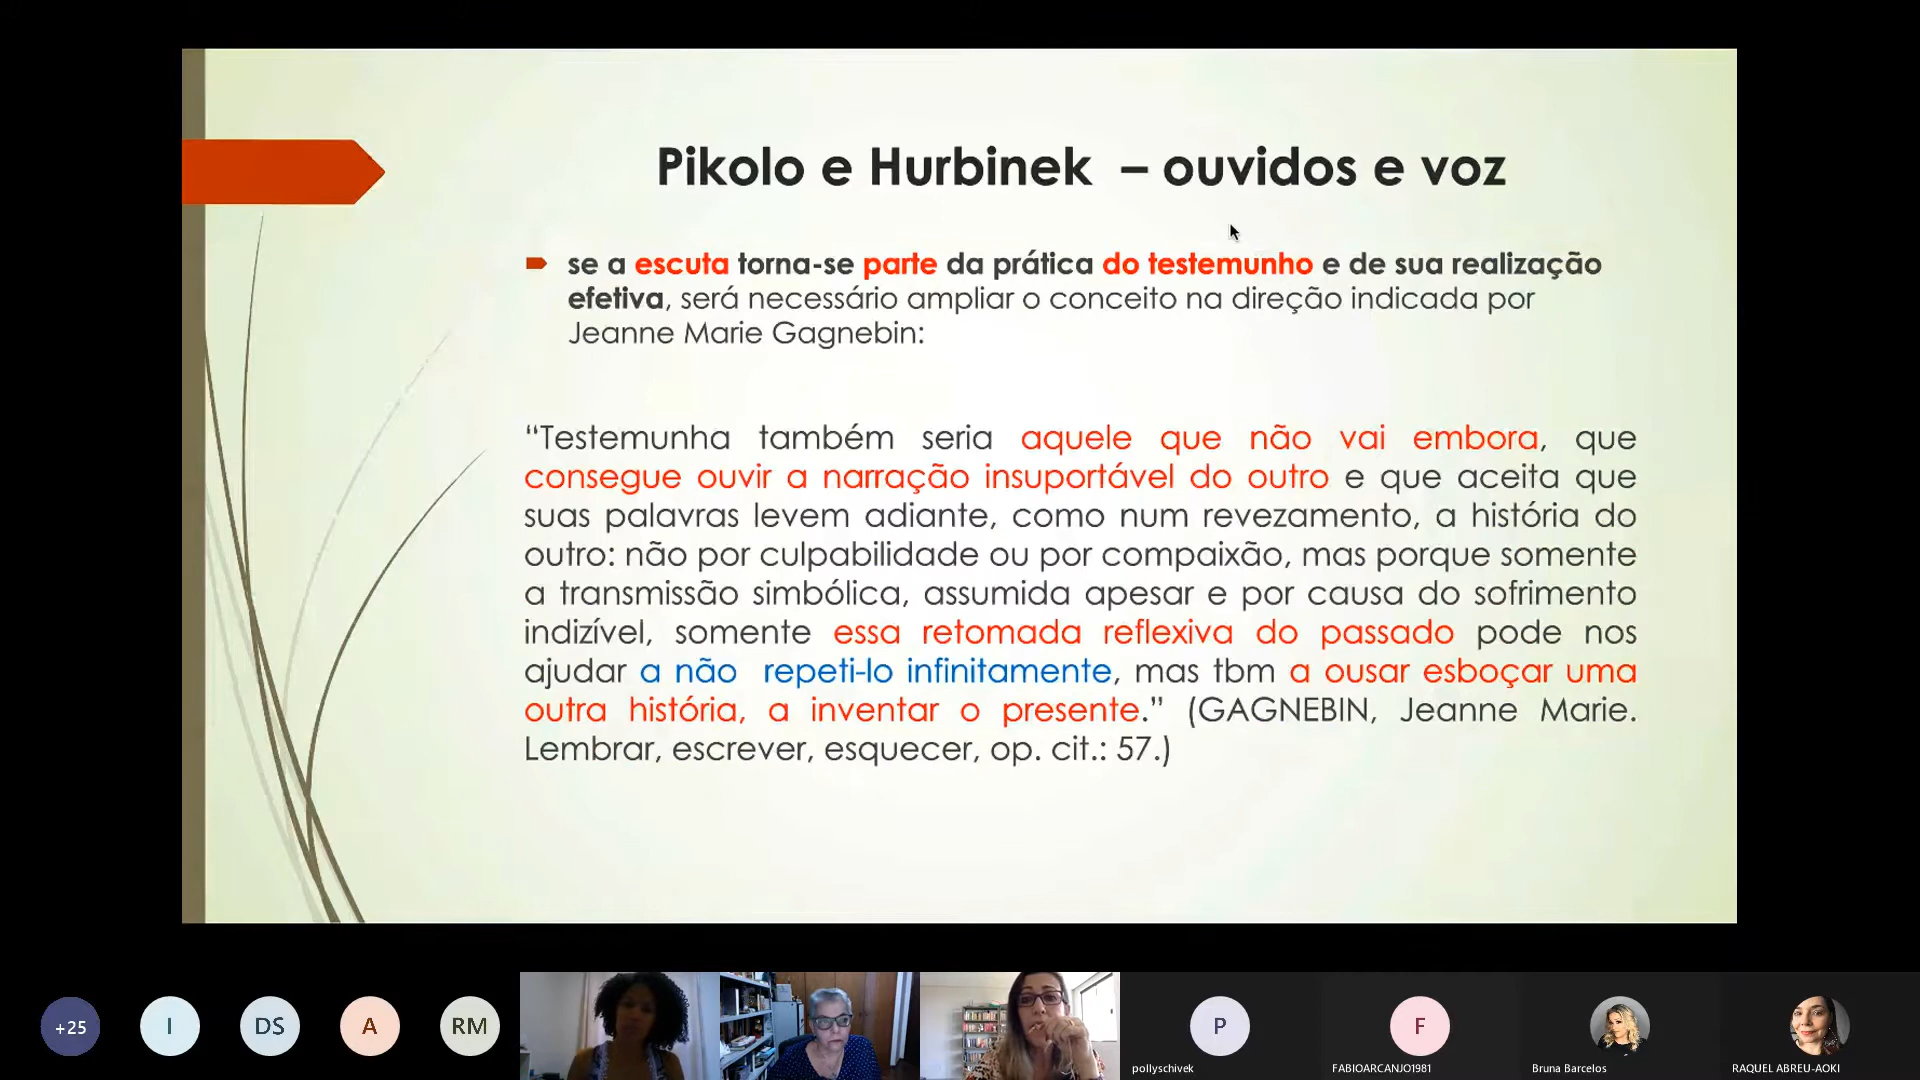 Pikolo e Hurbinek – ouvidos e voz
se a escuta torna-se parte da prática do testemunho e de sua realização
efetiva, será necessário ampliar o conceito na direção indicada por
Jeanne Marie Gagnebin:
“Testemunha também seria aquele que não vai embora, que
consegue ouvir a narração insuportável do outro e que aceita que
suas palavras levem adiante, como num revezamento, a história do
outro: não por culpabilidade ou por compaixão, mas porque somente
a transmissão simbólica, assumida apesar e por causa do sofrimento
indizível, somente essa retomada reflexiva do passado pode nos
ajudar a não repeti-lo infinitamente, mas tbm a ousar esboçar uma
outra história, a inventar o presente.” (GAGNEBIN, Jeanne Marie.
Lembrar, escrever, esquecer, op. cit.: 57.)
+25 I DS A RM P F
pollyschivek FABIOARCANJO1981 Bruna Barcelos RAQUEL ABREU-AOKI